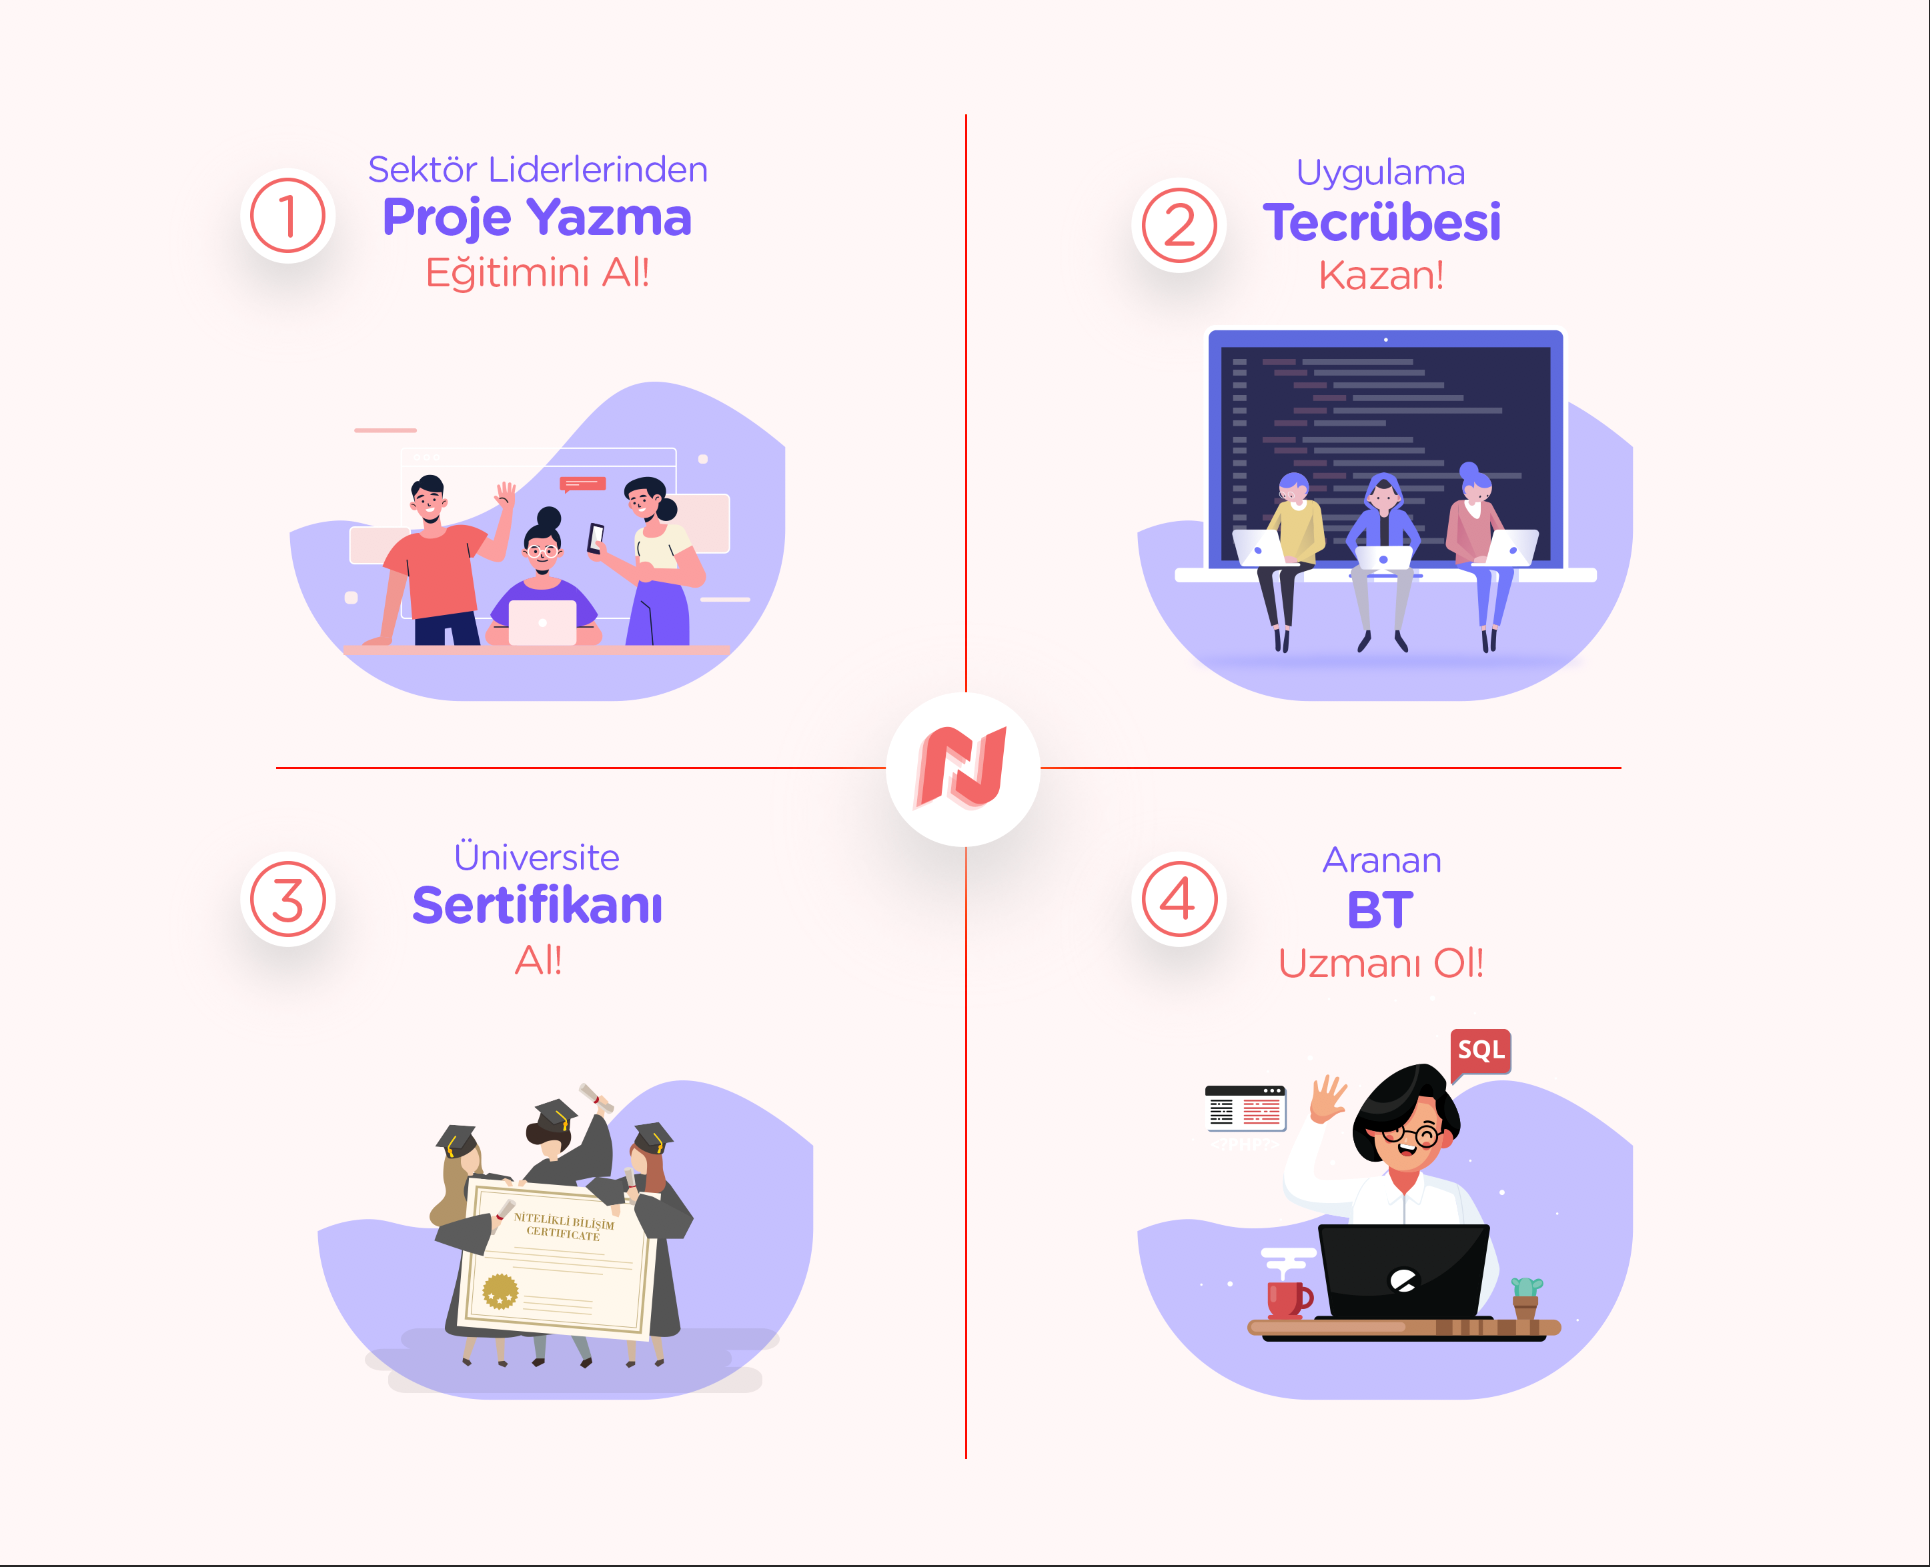 1
Sektör Liderlerinden
Proje Yazma
Eğitimini Al!
2
Uygulama
Tecrübesi
Kazan!
3
Üniversite
Sertifikanı
Al!
NİTELİKLİ BİLİŞİM
CERTIFICATE
4
Aranan
BT
Uzmanı Ol!
SQL
<?PHP?>